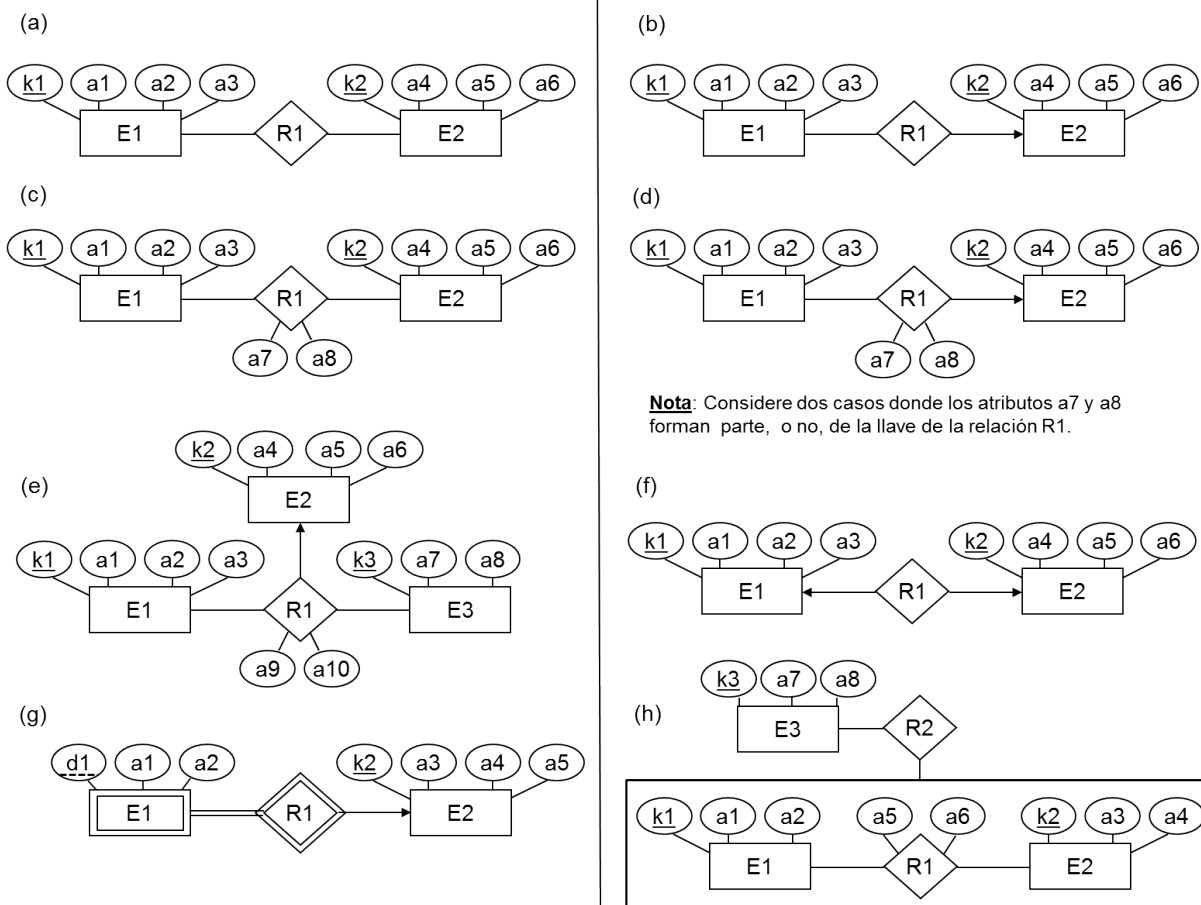 (a)
k1 a1 a2 a3 k2 a4 a5 a6
E1 R1 E2
(b)
k1 a1 a2 a3 k2 a4 a5 a6
E1 R1 E2
(c)
k1 a1 a2 a3 k2 a4 a5 a6
E1 R1 E2
a7 a8
(d)
k1 a1 a2 a3 k2 a4 a5 a6
E1 R1 E2
a7 a8
Nota: Considere dos casos donde los atributos a7 y a8
forman parte, o no, de la llave de la relación R1.
(e)
k2 a4 a5 a6
E2
k1 a1 a2 a3 k3 a7 a8
E1 R1 E3
a9 a10
(f)
k1 a1 a2 a3 k2 a4 a5 a6
E1 R1 E2
(g)
d1 a1 a2 k2 a3 a4 a5
E1 R1 E2
(h)
k3 a7 a8
E3 R2
k1 a1 a2 a5 a6 k2 a3 a4
E1 R1 E2